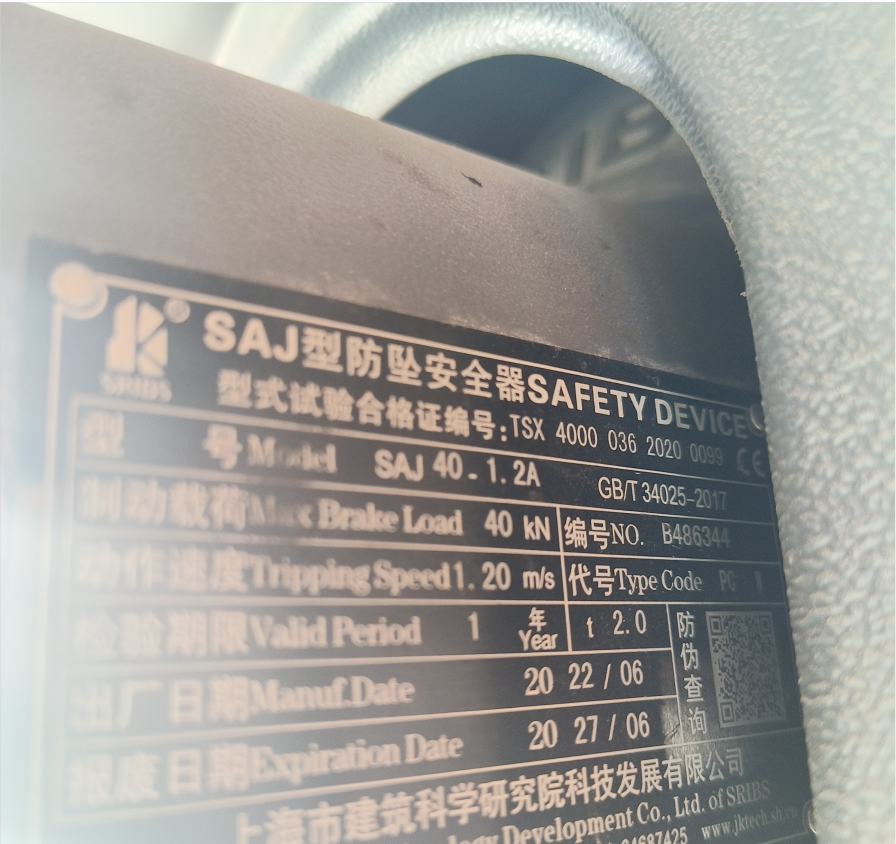 SRIBS ®
SAJ型防坠安全器SAFETY DEVICE
型式试验合格证编号:TSX 4000 036 2020 0099 CE
型 号Model SAJ 40-1.2A GB/T 34025-2017
制动载荷Max Brake Load 40 kN 编号NO. B486344
动作速度Tripping Speed 1.20 m/s 代号Type Code PC
检验期限Valid Period 1 年 Year t 2.0
防伪查询
出厂日期Manuf.Date 20 22 / 06
报废日期Expiration Date 20 27 / 06
上海市建筑科学研究院科技发展有限公司
Development Co., Ltd. of SRIBS
64687425 www.jktech.sh.cn